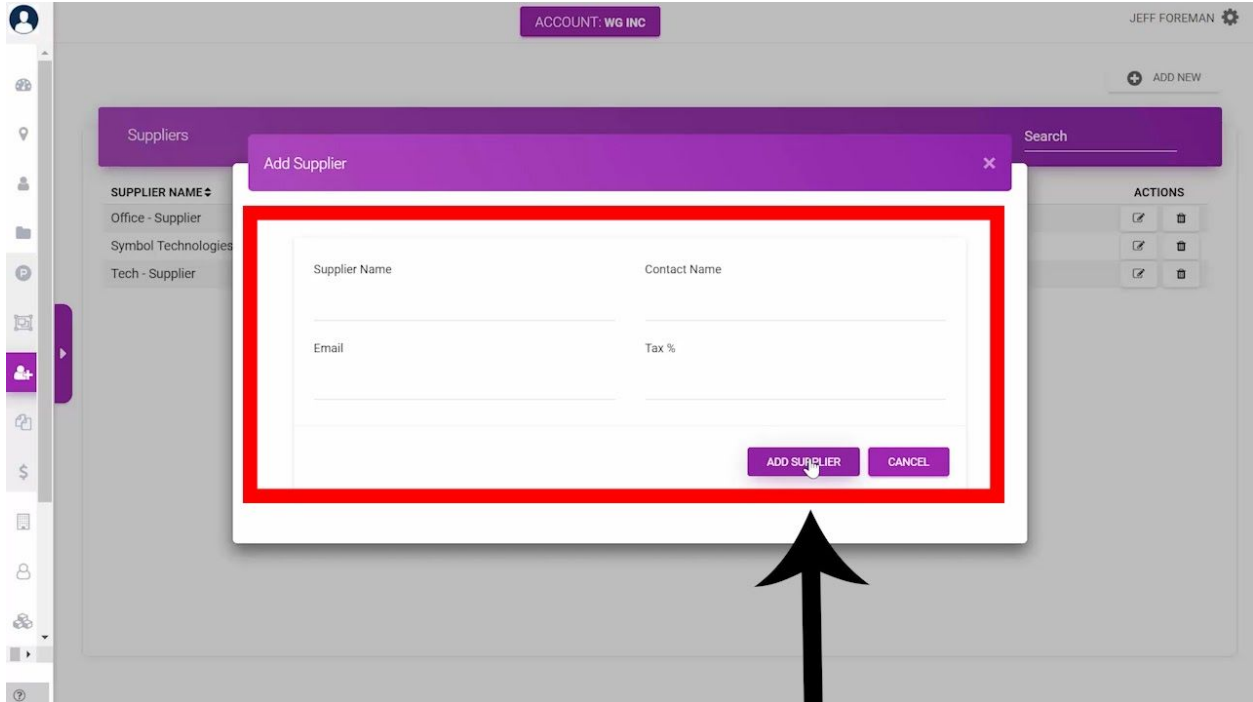 ACCOUNT: WG INC
JEFF FOREMAN
ADD NEW
Suppliers
Search
Add Supplier
SUPPLIER NAME
ACTIONS
Office - Supplier
Symbol Technologies
Tech - Supplier
Supplier Name
Contact Name
Email
Tax %
ADD SUPPLIER
CANCEL